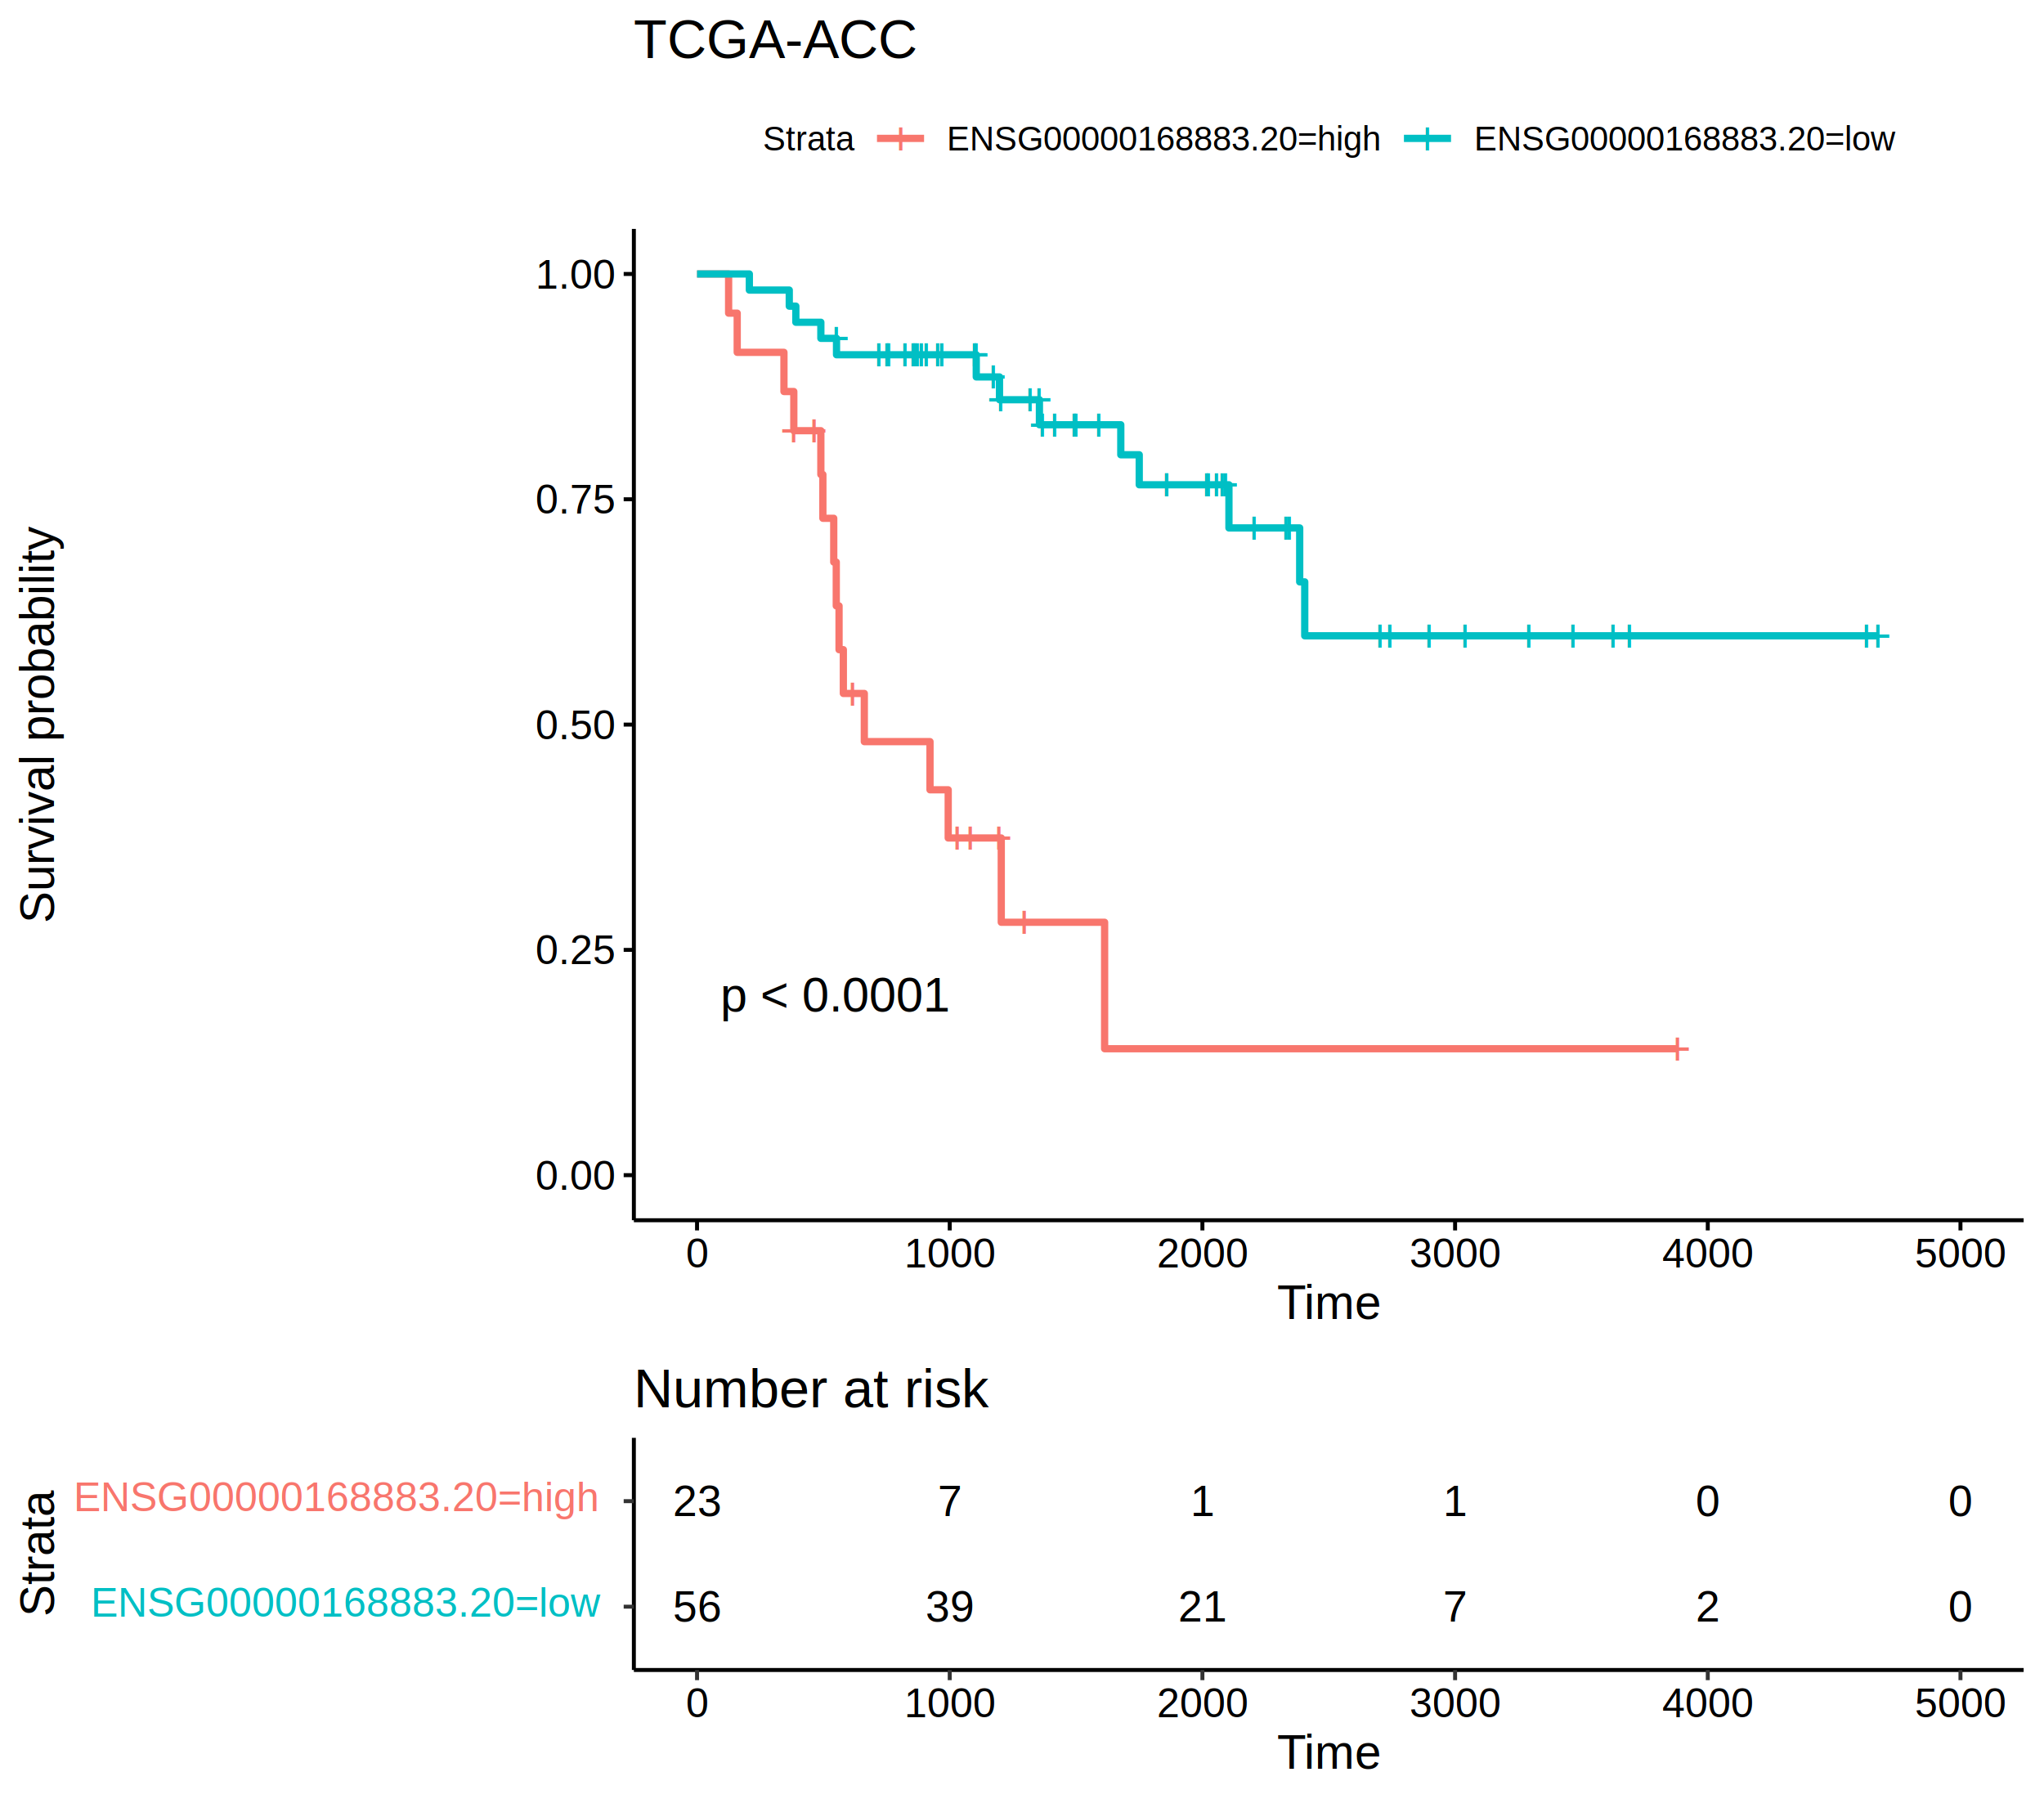 TCGA-ACC
Strata ENSG00000168883.20=high ENSG00000168883.20=low
Survival probability
1.00
0.75
0.50
0.25
0.00
p < 0.0001
0 1000 2000 3000 4000 5000
Time
Number at risk
Strata
ENSG00000168883.20=high 23 7 1 1 0 0
ENSG00000168883.20=low 56 39 21 7 2 0
0 1000 2000 3000 4000 5000
Time